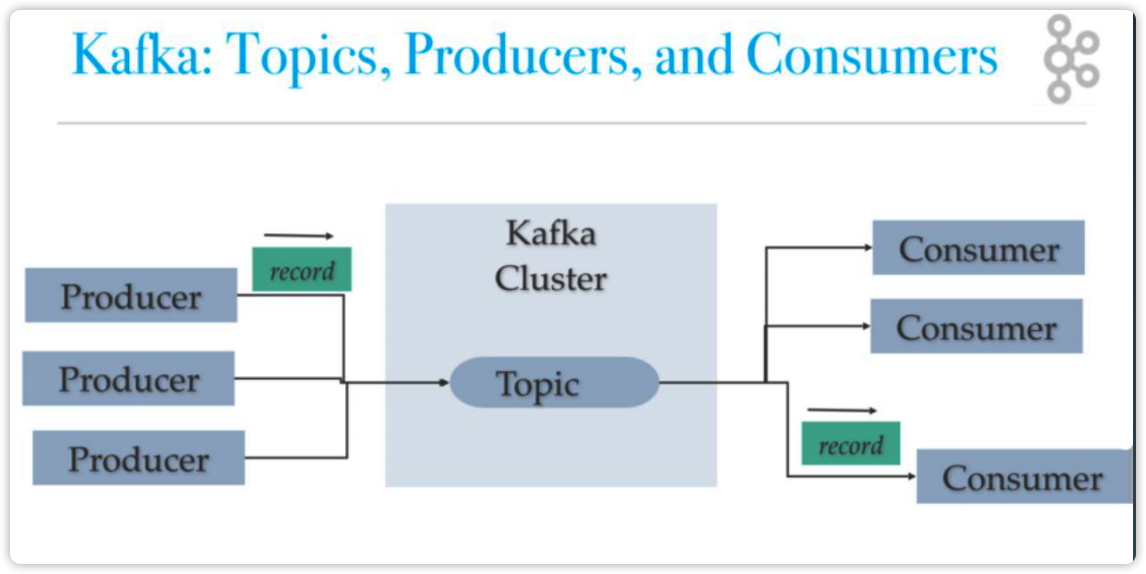 Kafka: Topics, Producers, and Consumers
record
Producer
Producer
Producer
Kafka
Cluster
Topic
Consumer
Consumer
record
Consumer